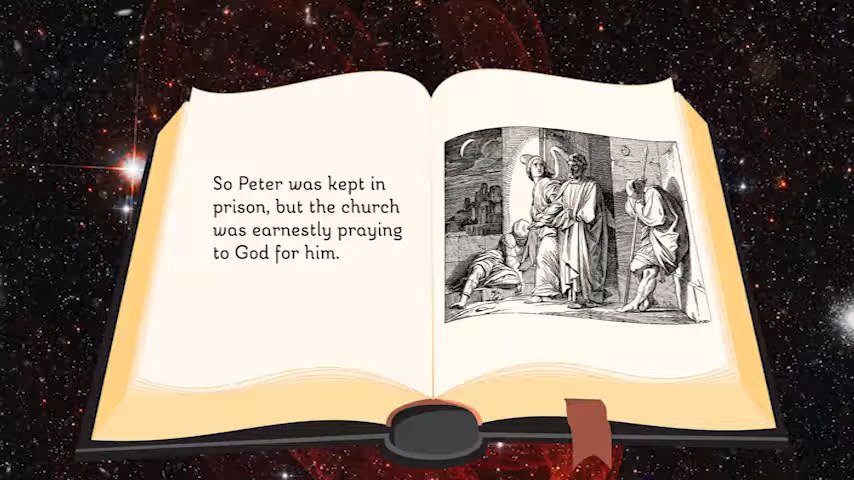 So Peter was kept in
prison, but the church
was earnestly praying
to God for him.